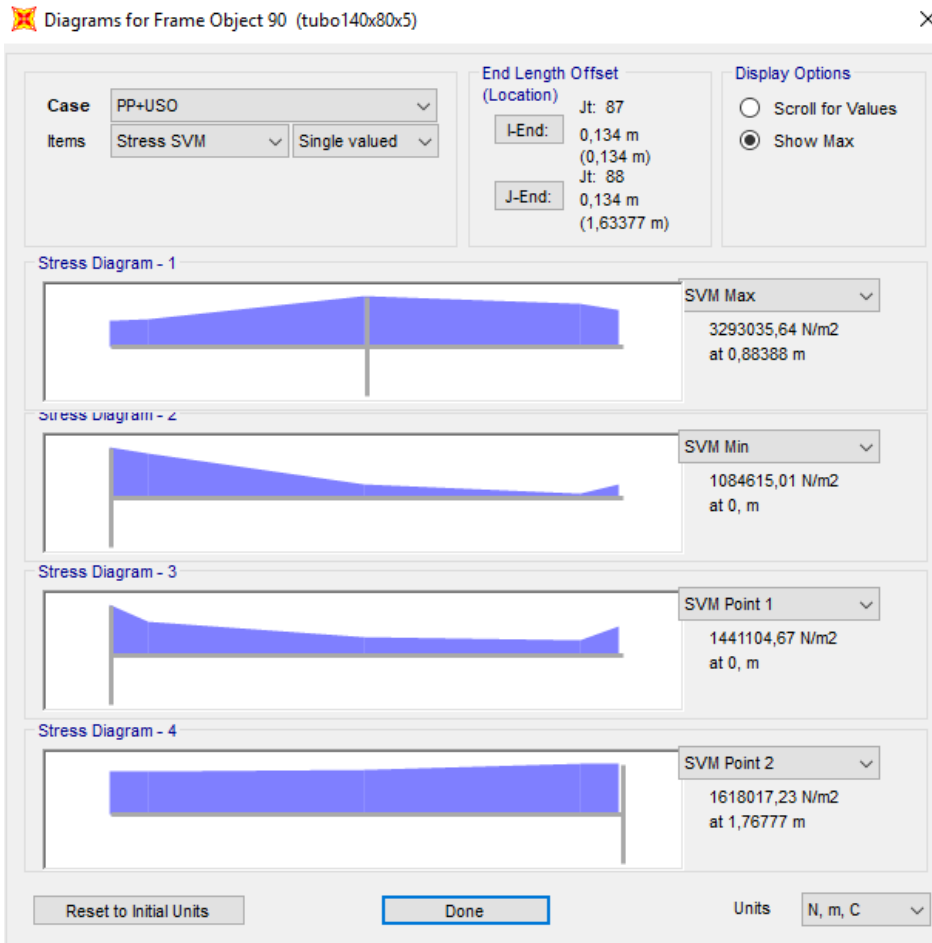 Diagrams for Frame Object 90 (tubo140x80x5)
Case PP+USO
Items Stress SVM Single valued
End Length Offset
(Location)
Jt: 87
I-End: 0,134 m
(0,134 m)
Jt: 88
J-End: 0,134 m
(1,63377 m)
Display Options
Scroll for Values
Show Max
Stress Diagram - 1
SVM Max
3293035,64 N/m2
at 0,88388 m
Stress Diagram - 2
SVM Min
1084615,01 N/m2
at 0, m
Stress Diagram - 3
SVM Point 1
1441104,67 N/m2
at 0, m
Stress Diagram - 4
SVM Point 2
1618017,23 N/m2
at 1,76777 m
Reset to Initial Units Done Units N, m, C